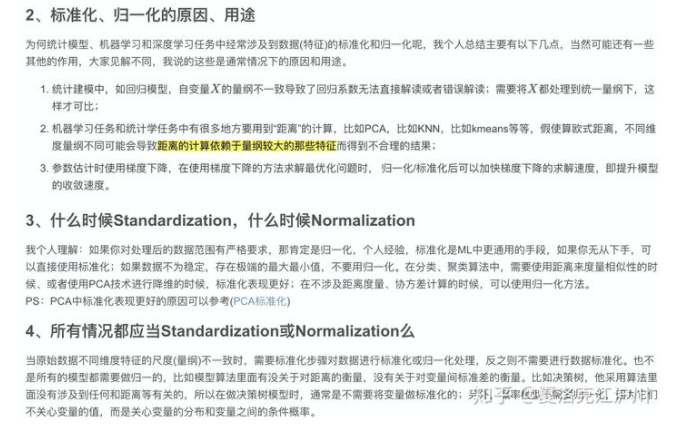 2、标准化、归一化的原因、用途
为何统计模型、机器学习和深度学习任务中经常涉及到数据(特征)的标准化和归一化呢，我个人总结主要有以下几点，当然可能还有一些
其他的作用，大家见解不同，我说的这些是通常情况下的原因和用途。
1. 统计建模中，如回归模型，自变量X的量纲不一致导致了回归系数无法直接解读或者错误解读；需要将X都处理到统一量纲下，这
样才可比；
2. 机器学习任务和统计学任务中有很多地方要用到“距离”的计算，比如PCA，比如KNN，比如kmeans等等，假使算欧式距离，不同维
度量纲不同可能会导致距离的计算依赖于量纲较大的那些特征而得到不合理的结果；
3. 参数估计时使用梯度下降，在使用梯度下降的方法求解最优化问题时， 归一化/标准化后可以加快梯度下降的求解速度，即提升模型
的收敛速度。
3、什么时候Standardization，什么时候Normalization
我个人理解：如果你对处理后的数据范围有严格要求，那肯定是归一化，个人经验，标准化是ML中更通用的手段，如果你无从下手，可
以直接使用标准化；如果数据不为稳定，存在极端的最大最小值，不要用归一化。在分类、聚类算法中，需要使用距离来度量相似性的时
候、或者使用PCA技术进行降维的时候，标准化表现更好；在不涉及距离度量、协方差计算的时候，可以使用归一化方法。
PS：PCA中标准化表现更好的原因可以参考(PCA标准化)
4、所有情况都应当Standardization或Normalization么
当原始数据不同维度特征的尺度(量纲)不一致时，需要标准化步骤对数据进行标准化或归一化处理，反之则不需要进行数据标准化。也不
是所有的模型都需要做归一的，比如模型算法里面有没关于对距离的衡量，没有关于对变量间标准差的衡量。比如决策树，他采用算法里
面没有涉及到任何和距离等有关的，所以在做决策树模型时，通常是不需要将变量做标准化的；另
不关心变量的值，而是关心变量的分布和变量之间的条件概率。
知乎 @夏洛克江沪川